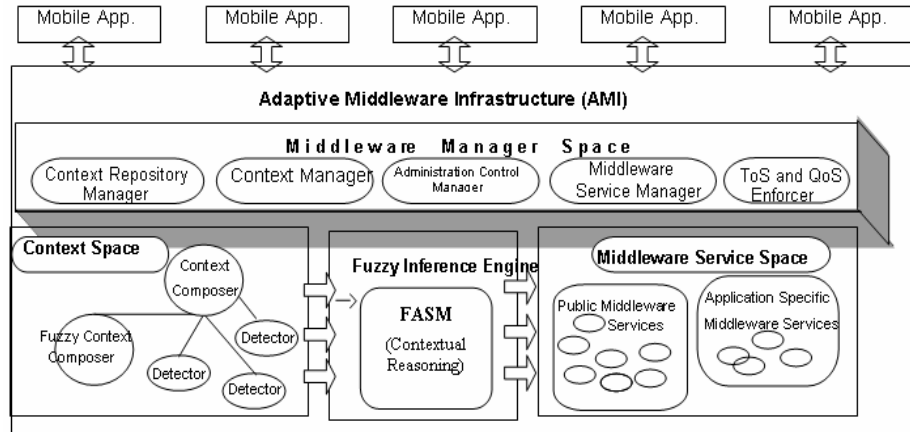 Mobile App.
Mobile App.
Mobile App.
Mobile App.
Mobile App.
Adaptive Middleware Infrastructure (AMI)
Middleware Manager Space
Context Repository
Manager
Context Manager
Administration Control
Manager
Middleware
Service Manager
ToS and QoS
Enforcer
Context Space
Context
Composer
Fuzzy Context
Composer
Detector
Detector
Detector
Fuzzy Inference Engine
FASM
(Contextual
Reasoning)
Middleware Service Space
Public Middleware
Services
Application Specific
Middleware Services